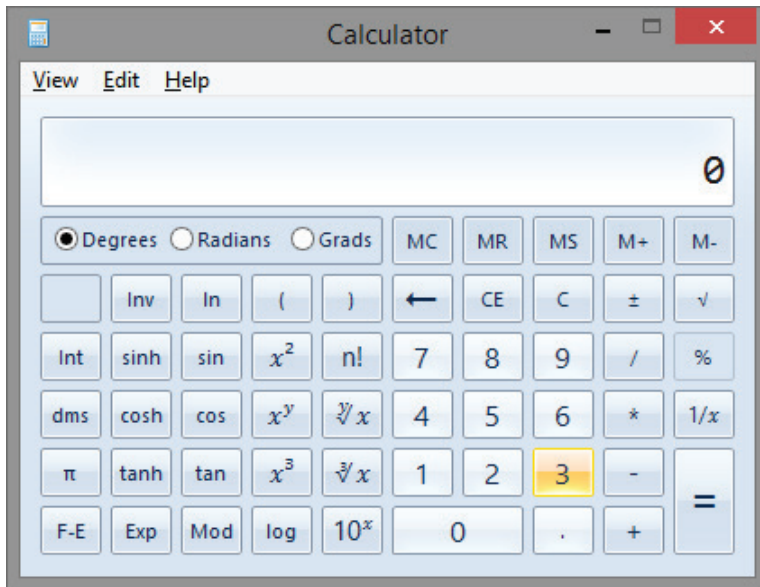 Calculator
View Edit Help
0
Degrees Radians Grads MC MR MS M+ M-
Inv ln ( ) ← CE C ± √
Int sinh sin x² n! 7 8 9 / %
dms cosh cos xʸ ʸ√x 4 5 6 * 1/x
π tanh tan x³ ³√x 1 2 3 - =
F-E Exp Mod log 10ˣ 0 . +